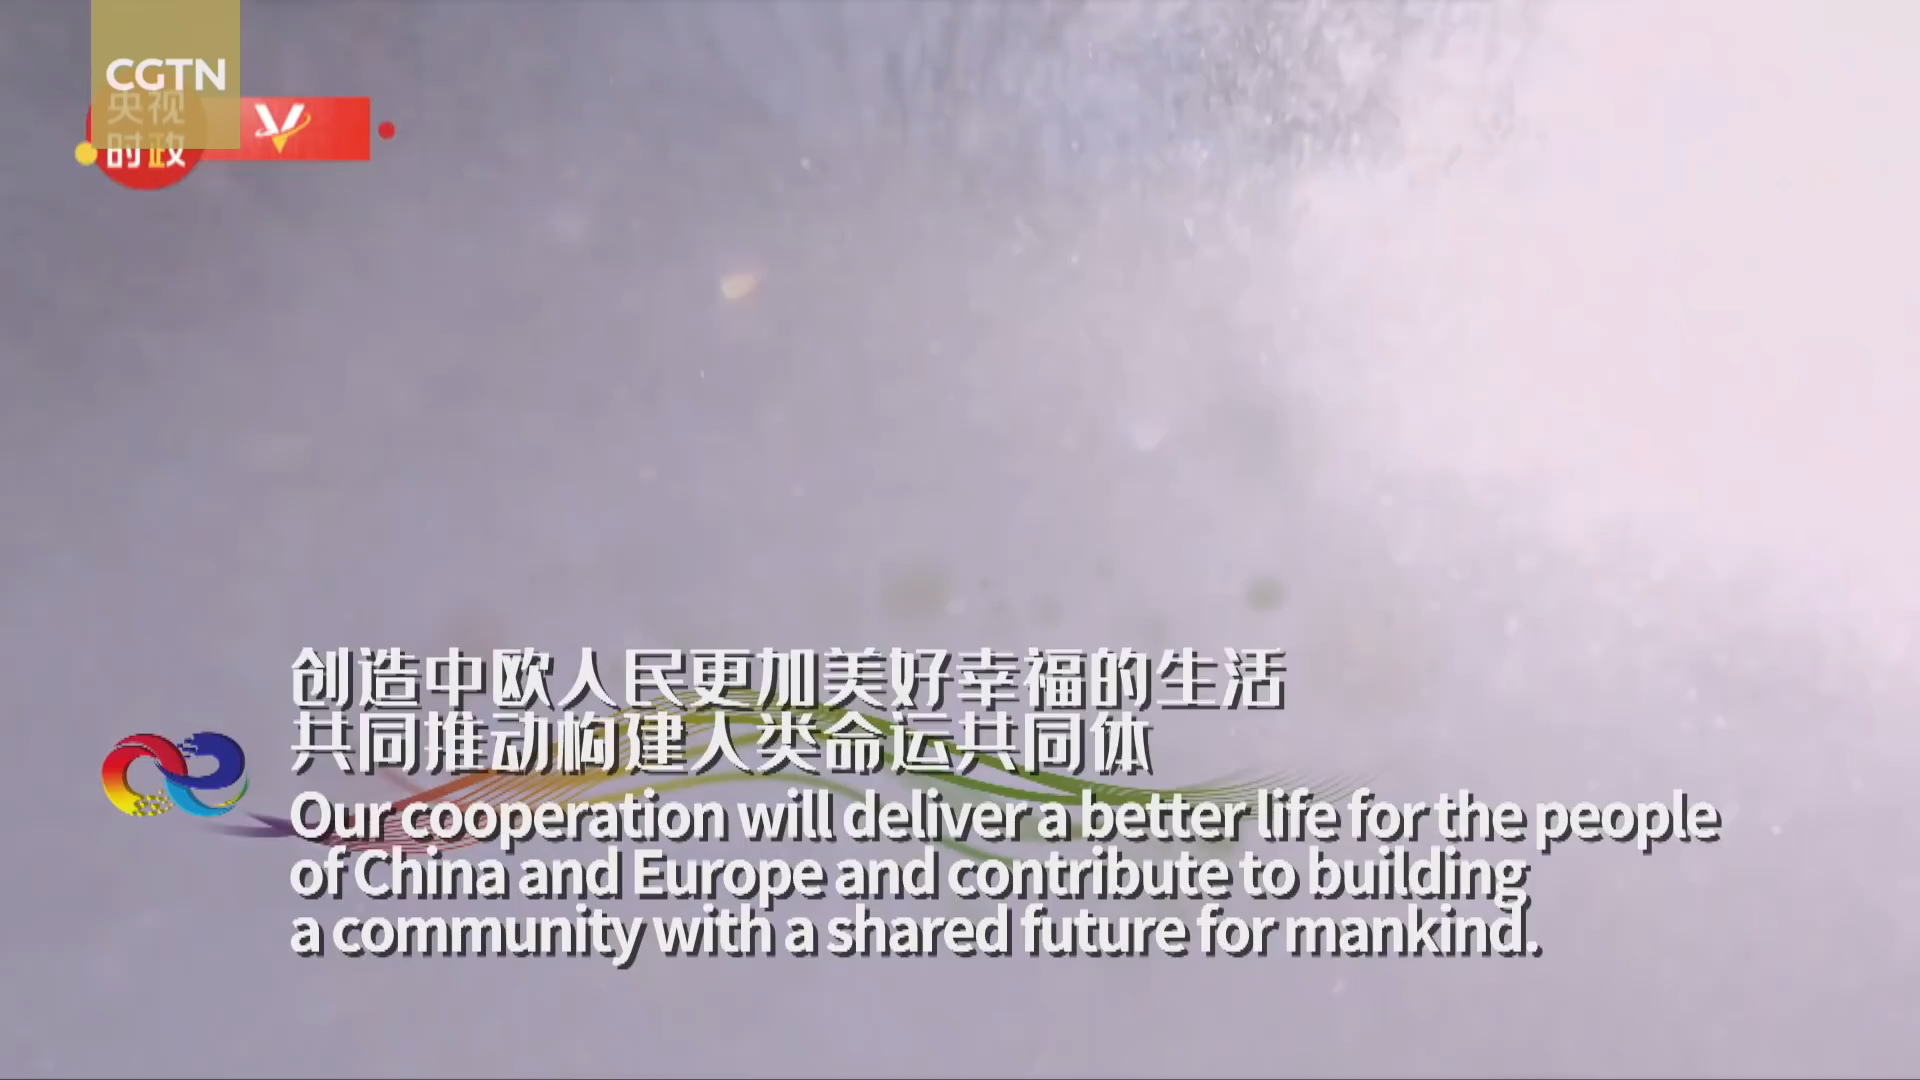 CGTN
央视
时政
创造中欧人民更加美好幸福的生活
共同推动构建人类命运共同体
Our cooperation will deliver a better life for the people
of China and Europe and contribute to building
a community with a shared future for mankind.